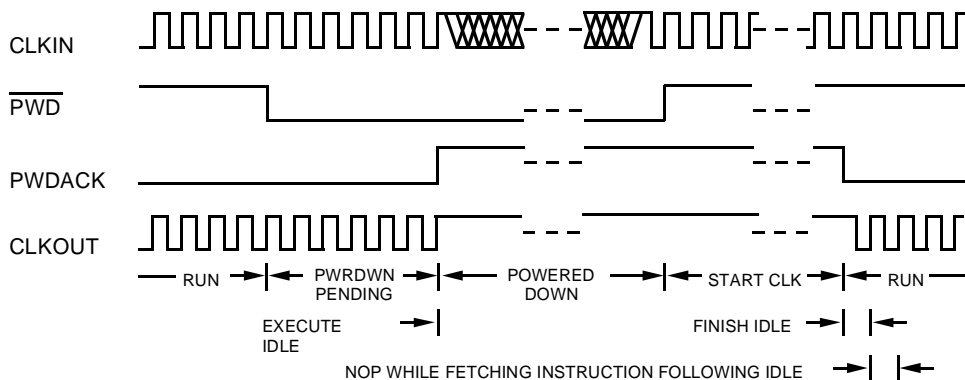 CLKIN
PWD
PWDACK
CLKOUT
RUN
PWRDWN
PENDING
POWERED
DOWN
START CLK
RUN
EXECUTE
IDLE
FINISH IDLE
NOP WHILE FETCHING INSTRUCTION FOLLOWING IDLE